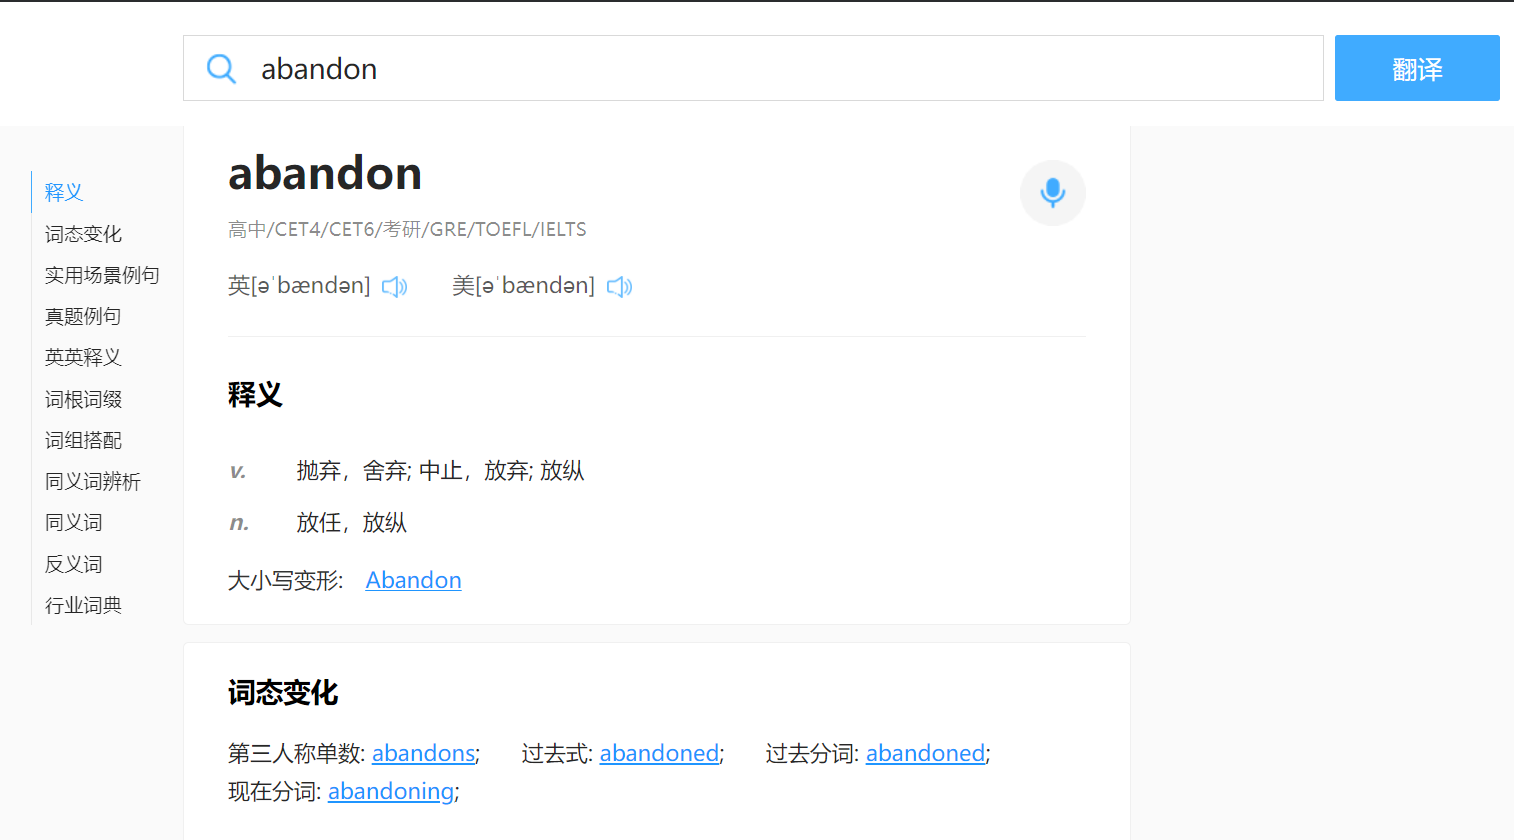 abandon
翻译
释义
词态变化
实用场景例句
真题例句
英英释义
词根词缀
词组搭配
同义词辨析
同义词
反义词
行业词典
abandon
高中/CET4/CET6/考研/GRE/TOEFL/IELTS
英[əˈbændən] 美[əˈbændən]
释义
v. 抛弃，舍弃; 中止，放弃; 放纵
n. 放任，放纵
大小写变形: Abandon
词态变化
第三人称单数: abandons; 过去式: abandoned; 过去分词: abandoned;
现在分词: abandoning;